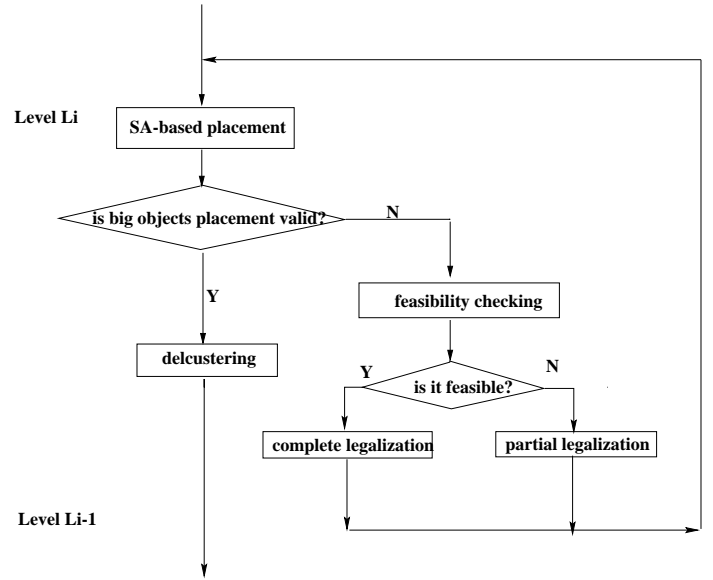 Level Li
SA-based placement
is big objects placement valid?
N
Y
feasibility checking
delcustering
Y
is it feasible?
N
complete legalization
partial legalization
Level Li-1